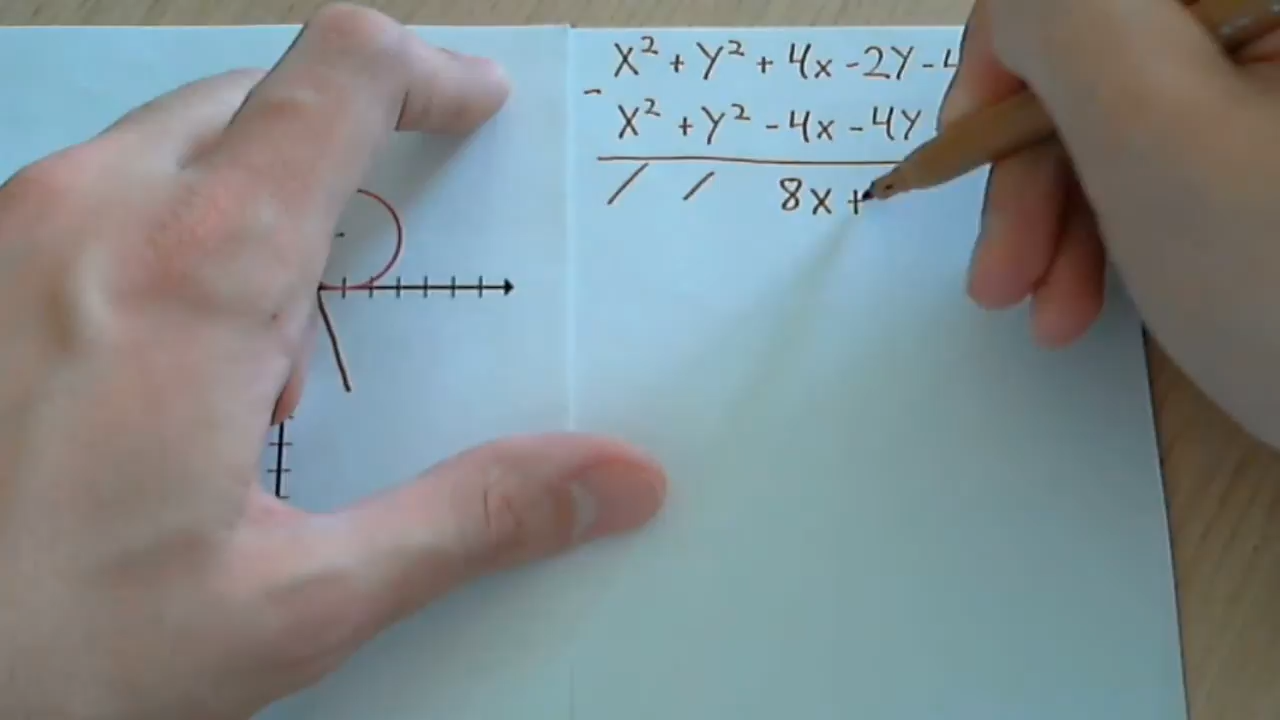 X² + Y² + 4x - 2Y - 4
- X² + Y² - 4x - 4Y
/ / 8x +